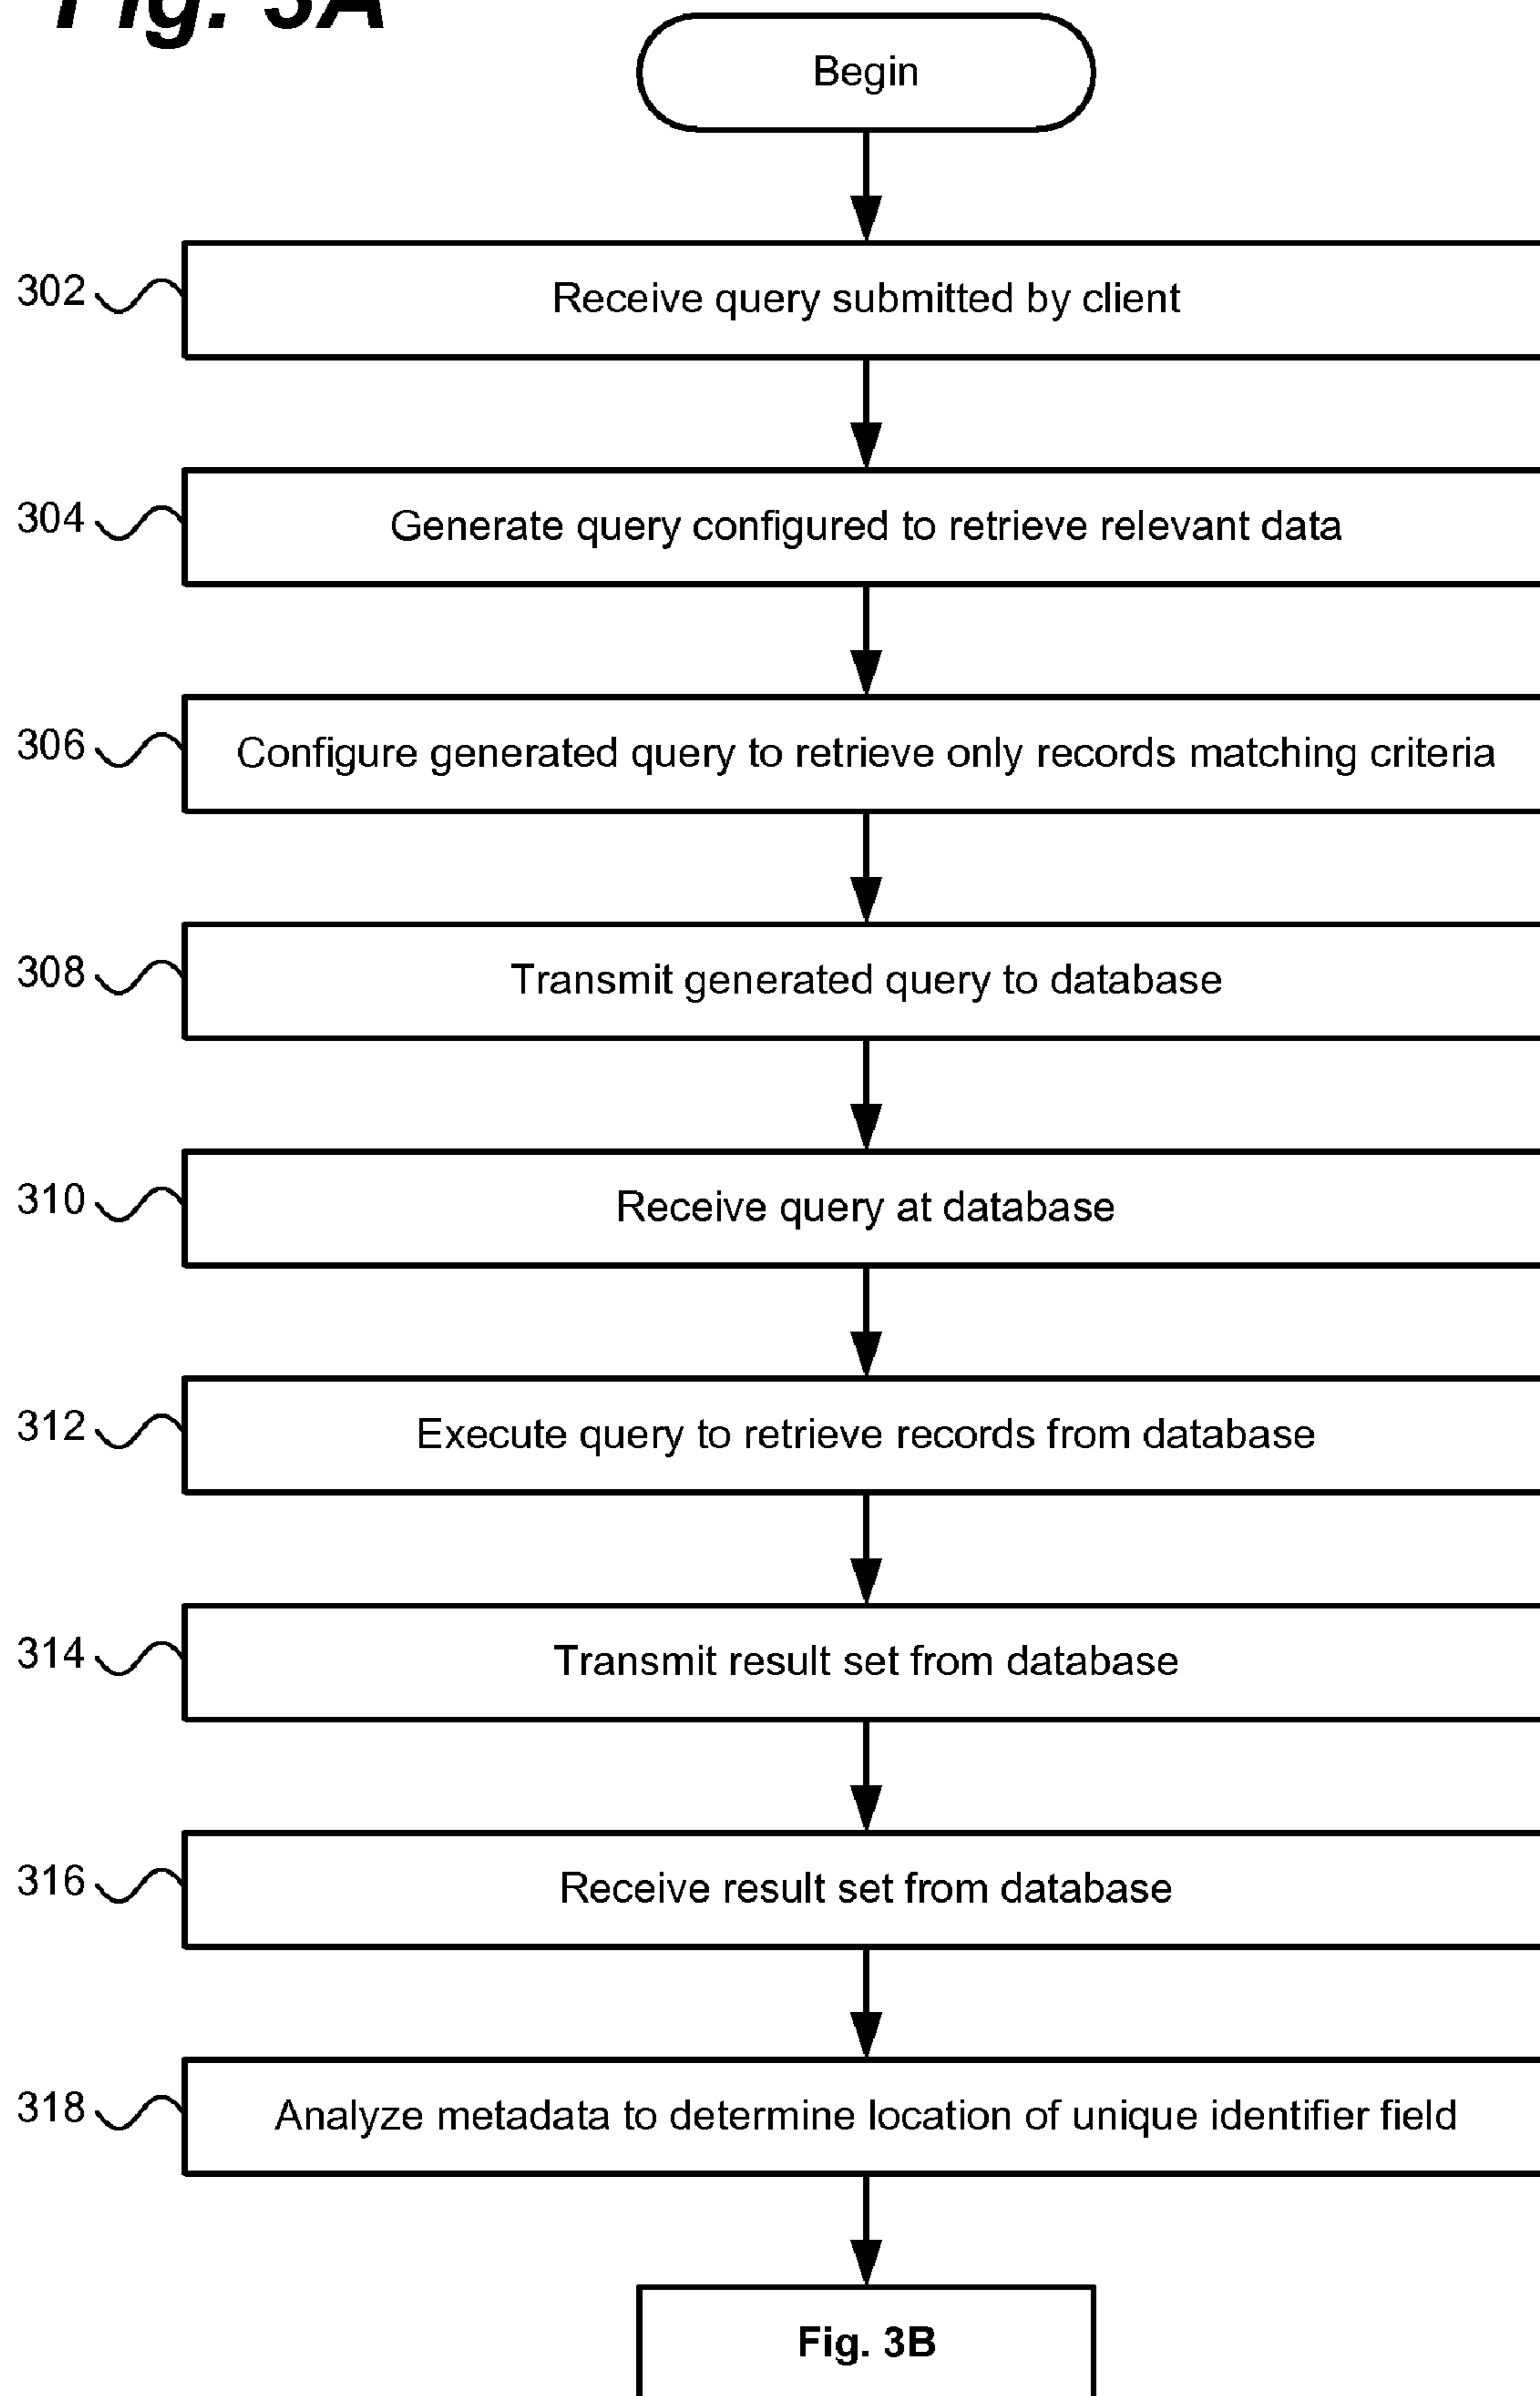 Fig. 3A
Begin
302
Receive query submitted by client
304
Generate query configured to retrieve relevant data
306
Configure generated query to retrieve only records matching criteria
308
Transmit generated query to database
310
Receive query at database
312
Execute query to retrieve records from database
314
Transmit result set from database
316
Receive result set from database
318
Analyze metadata to determine location of unique identifier field
Fig. 3B